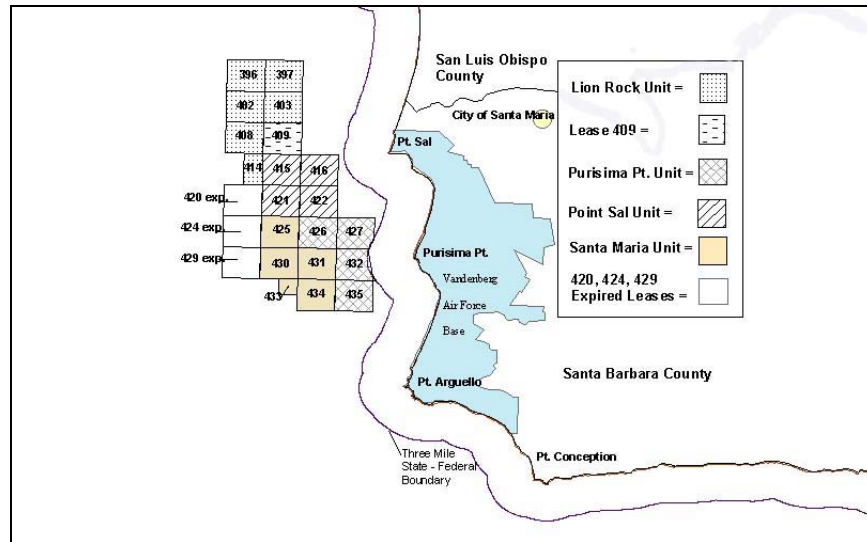 San Luis Obispo
County
City of Santa Maria
Pt. Sal
396 397
402 403
408 409
414 415 416
420 exp. 421 422
424 exp. 425 426 427
429 exp. 430 431 432
433 434 435
Purisima Pt.
Vandenberg
Air Force
Base
Pt. Arguello
Santa Barbara County
Pt. Conception
Three Mile
State - Federal
Boundary
Lion Rock Unit =
Lease 409 =
Purisima Pt. Unit =
Point Sal Unit =
Santa Maria Unit =
420, 424, 429
Expired Leases =